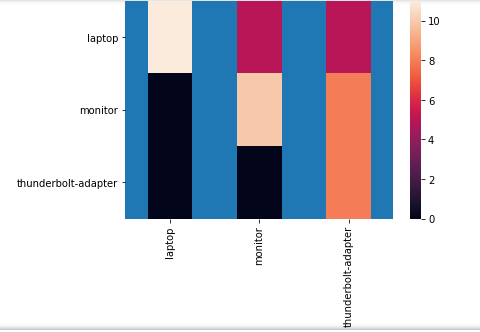 laptop
monitor
thunderbolt-adapter
laptop
monitor
thunderbolt-adapter
10
8
6
4
2
0